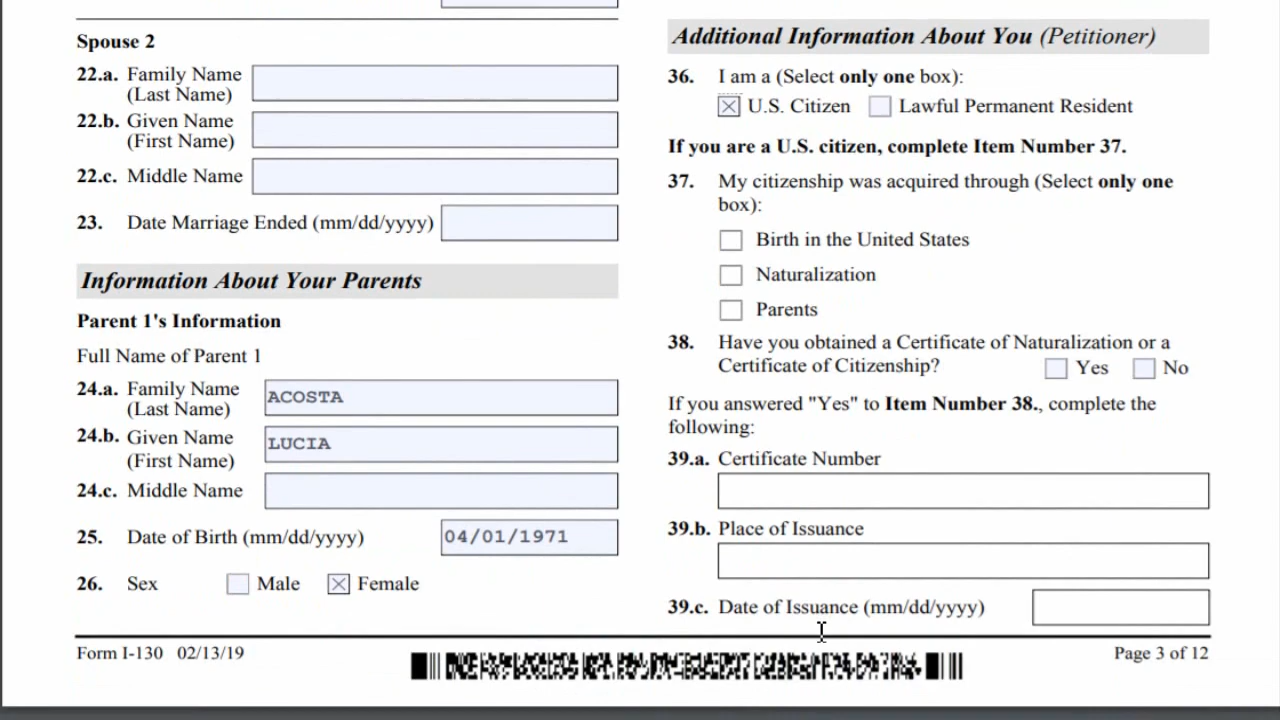 Spouse 2
22.a. Family Name
(Last Name)
22.b. Given Name
(First Name)
22.c. Middle Name
23. Date Marriage Ended (mm/dd/yyyy)
Information About Your Parents
Parent 1's Information
Full Name of Parent 1
24.a. Family Name
(Last Name)
ACOSTA
24.b. Given Name
(First Name)
LUCIA
24.c. Middle Name
25. Date of Birth (mm/dd/yyyy) 04/01/1971
26. Sex Male Female
Additional Information About You (Petitioner)
36. I am a (Select only one box):
U.S. Citizen Lawful Permanent Resident
If you are a U.S. citizen, complete Item Number 37.
37. My citizenship was acquired through (Select only one
box):
Birth in the United States
Naturalization
Parents
38. Have you obtained a Certificate of Naturalization or a
Certificate of Citizenship? Yes No
If you answered "Yes" to Item Number 38., complete the
following:
39.a. Certificate Number
39.b. Place of Issuance
39.c. Date of Issuance (mm/dd/yyyy)
Form I-130 02/13/19
Page 3 of 12